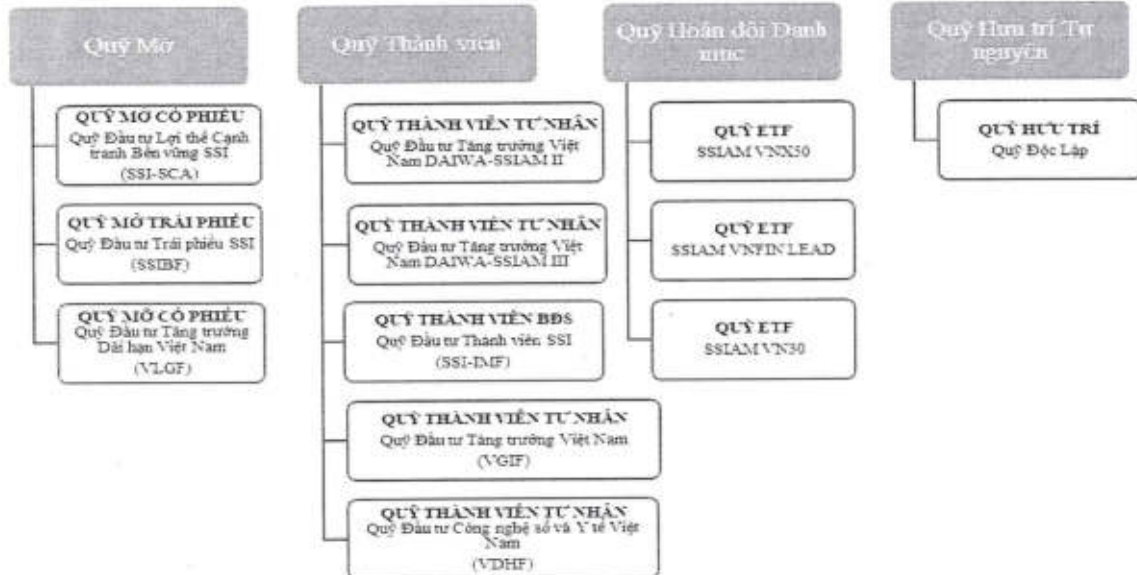 Quỹ Mở
QUỸ MỞ CỔ PHIẾU
Quỹ Đầu tư Lợi thế Cạnh
tranh Bền vững SSI
(SSI-SCA)
QUỸ MỞ TRÁI PHIẾU
Quỹ Đầu tư Trái phiếu SSI
(SSIBF)
QUỸ MỞ CỔ PHIẾU
Quỹ Đầu tư Tăng trưởng
Dài hạn Việt Nam
(VLGF)
Quỹ Thành viên
QUỸ THÀNH VIÊN TƯ NHÂN
Quỹ Đầu tư Tăng trưởng Việt
Nam DAIWA-SSIAM II
QUỸ THÀNH VIÊN TƯ NHÂN
Quỹ Đầu tư Tăng trưởng Việt
Nam DAIWA-SSIAM III
QUỸ THÀNH VIÊN BĐS
Quỹ Đầu tư Thành viên SSI
(SSI-IMF)
QUỸ THÀNH VIÊN TƯ NHÂN
Quỹ Đầu tư Tăng trưởng Việt Nam
(VGIF)
QUỸ THÀNH VIÊN TƯ NHÂN
Quỹ Đầu tư Công nghệ số và Y tế Việt
Nam
(VDHF)
Quỹ Hoán đổi Danh
mục
QUỸ ETF
SSIAM VNX50
QUỸ ETF
SSIAM VNFIN LEAD
QUỸ ETF
SSIAM VN30
Quỹ Hưu trí Tự
nguyện
QUỸ HƯU TRÍ
Quỹ Độc Lập